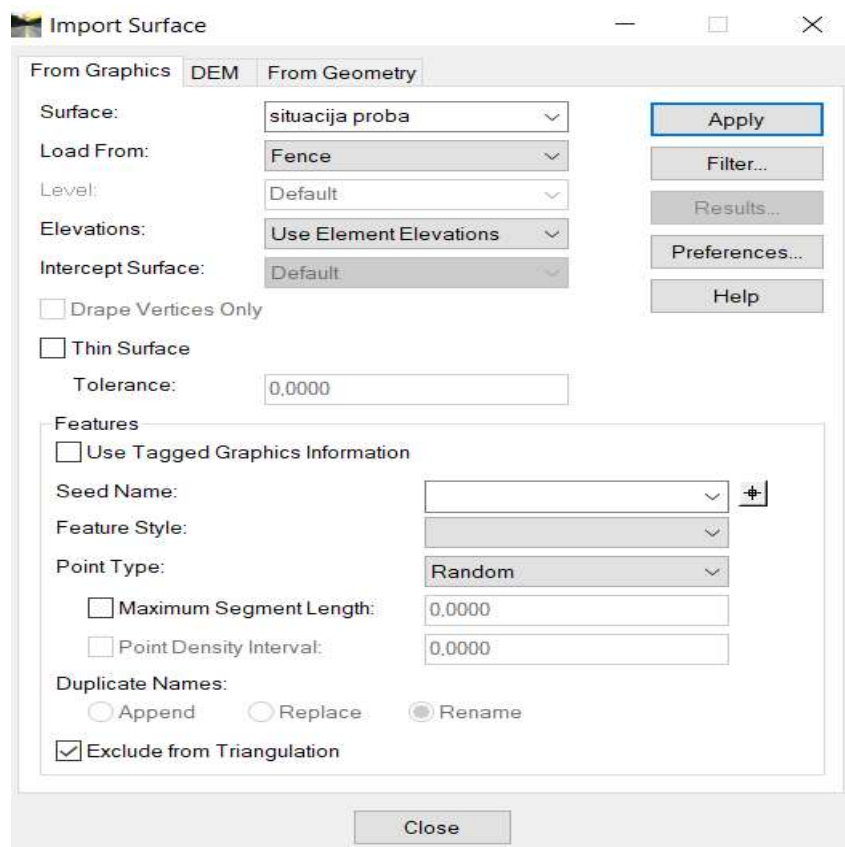 Import Surface
From Graphics DEM From Geometry
Surface: situacija proba Apply
Load From: Fence Filter...
Level: Default Results...
Elevations: Use Element Elevations Preferences...
Intercept Surface: Default Help
Drape Vertices Only
Thin Surface
Tolerance: 0,0000
Features
Use Tagged Graphics Information
Seed Name:
Feature Style:
Point Type: Random
Maximum Segment Length: 0,0000
Point Density Interval: 0,0000
Duplicate Names:
Append Replace Rename
Exclude from Triangulation
Close